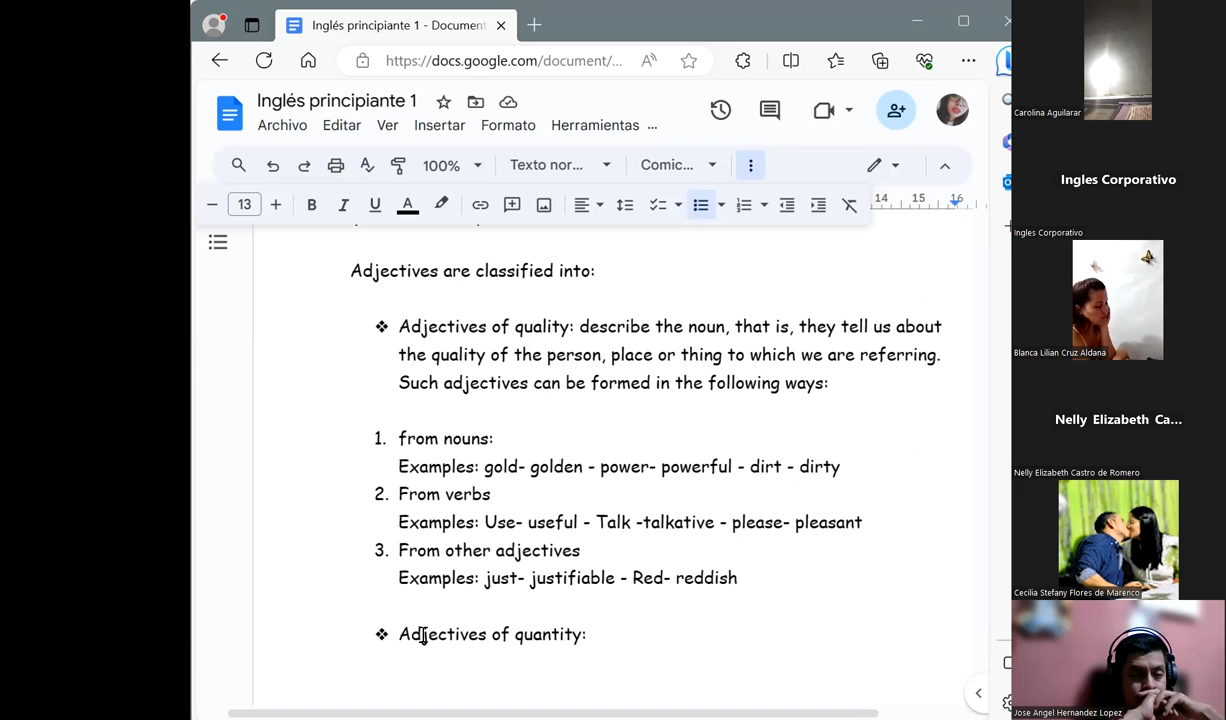 Inglés principiante 1 - Document
https://docs.google.com/document/...
Inglés principiante 1
Archivo Editar Ver Insertar Formato Herramientas ...
100% Texto nor... Comic...
13
14 15 16
Adjectives are classified into:
❖ Adjectives of quality: describe the noun, that is, they tell us about
the quality of the person, place or thing to which we are referring.
Such adjectives can be formed in the following ways:
1. from nouns:
Examples: gold- golden - power- powerful - dirt - dirty
2. From verbs
Examples: Use- useful - Talk -talkative - please- pleasant
3. From other adjectives
Examples: just- justifiable - Red- reddish
❖ Adjectives of quantity:
Carolina Aguilarar
Ingles Corporativo
Ingles Corporativo
Blanca Lilian Cruz Aldana
Nelly Elizabeth Ca...
Nelly Elizabeth Castro de Romero
Cecilia Stefany Flores de Marenco
Jose Angel Hernandez Lopez